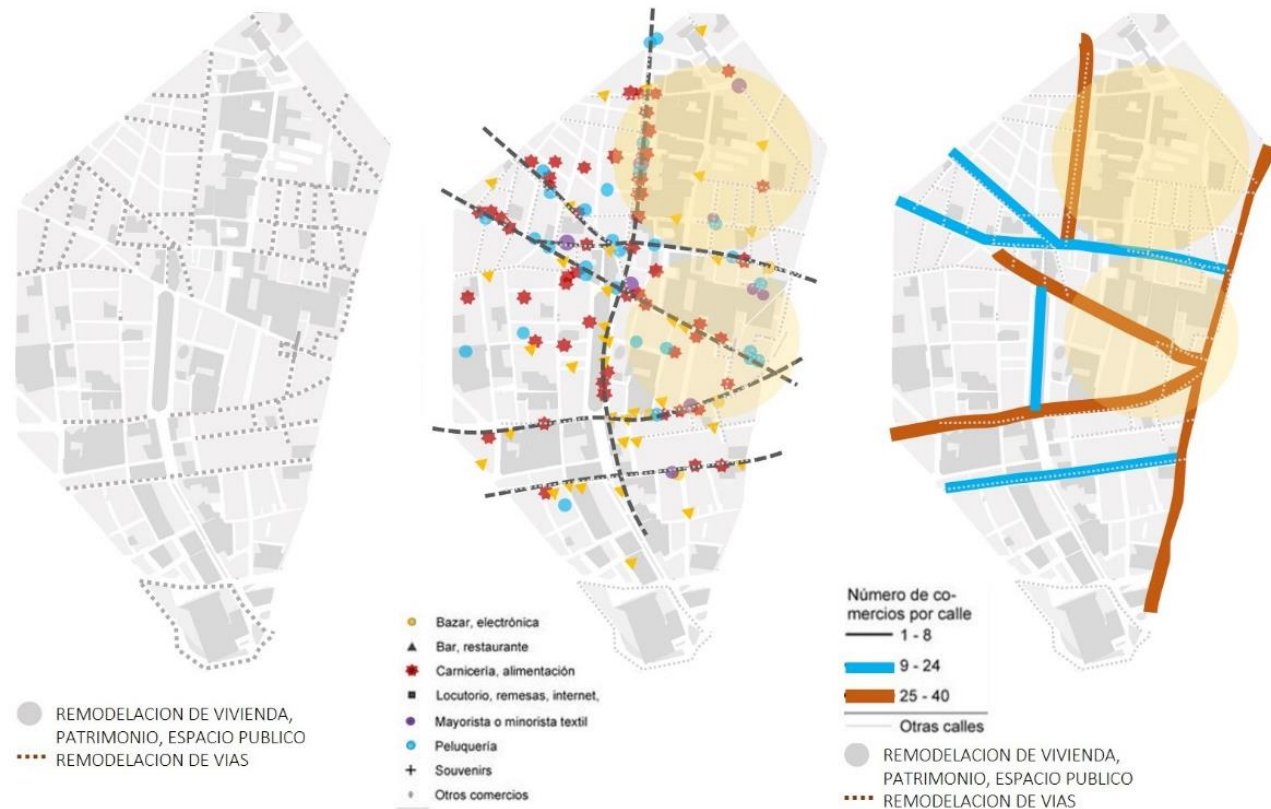 REMODELACION DE VIVIENDA,
PATRIMONIO, ESPACIO PUBLICO
REMODELACION DE VIAS
Bazar, electrónica
Bar, restaurante
Carnicería, alimentación
Locutorio, remesas, internet,
Mayorista o minorista textil
Peluquería
Souvenirs
Otros comercios
Número de co-
mercios por calle
1 - 8
9 - 24
25 - 40
Otras calles
REMODELACION DE VIVIENDA,
PATRIMONIO, ESPACIO PUBLICO
REMODELACION DE VIAS